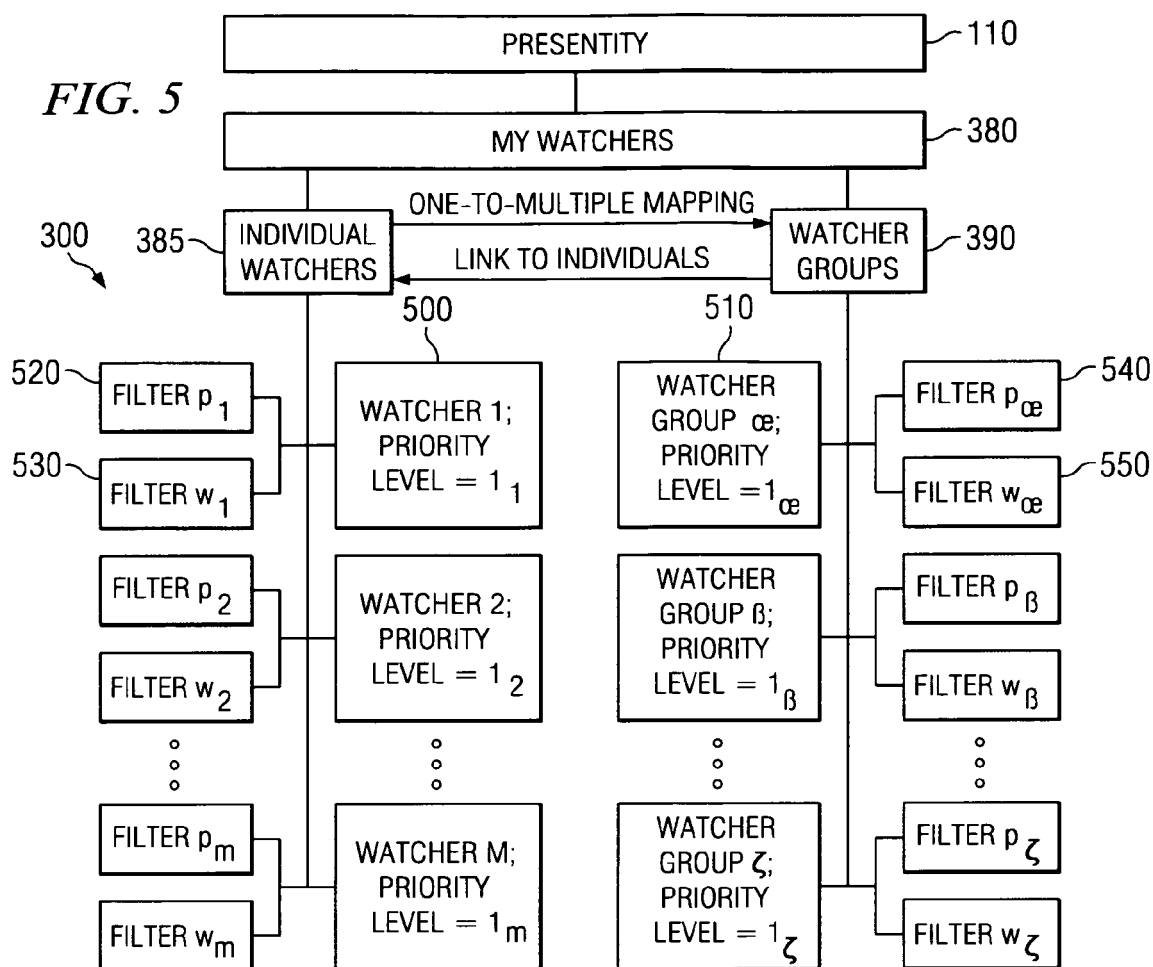 FIG. 5
PRESENTITY
110
MY WATCHERS
380
300
385
INDIVIDUAL
WATCHERS
ONE-TO-MULTIPLE MAPPING
LINK TO INDIVIDUALS
WATCHER
GROUPS
390
500
510
520
FILTER p1
530
FILTER w1
WATCHER 1;
PRIORITY
LEVEL = 11
WATCHER
GROUP œ;
PRIORITY
LEVEL =1œ
FILTER pœ
540
FILTER wœ
550
FILTER p2
FILTER w2
WATCHER 2;
PRIORITY
LEVEL = 12
WATCHER
GROUP ß;
PRIORITY
LEVEL = 1ß
FILTER pß
FILTER wß
FILTER pm
FILTER wm
WATCHER M;
PRIORITY
LEVEL = 1m
WATCHER
GROUP ζ;
PRIORITY
LEVEL = 1ζ
FILTER pζ
FILTER wζ